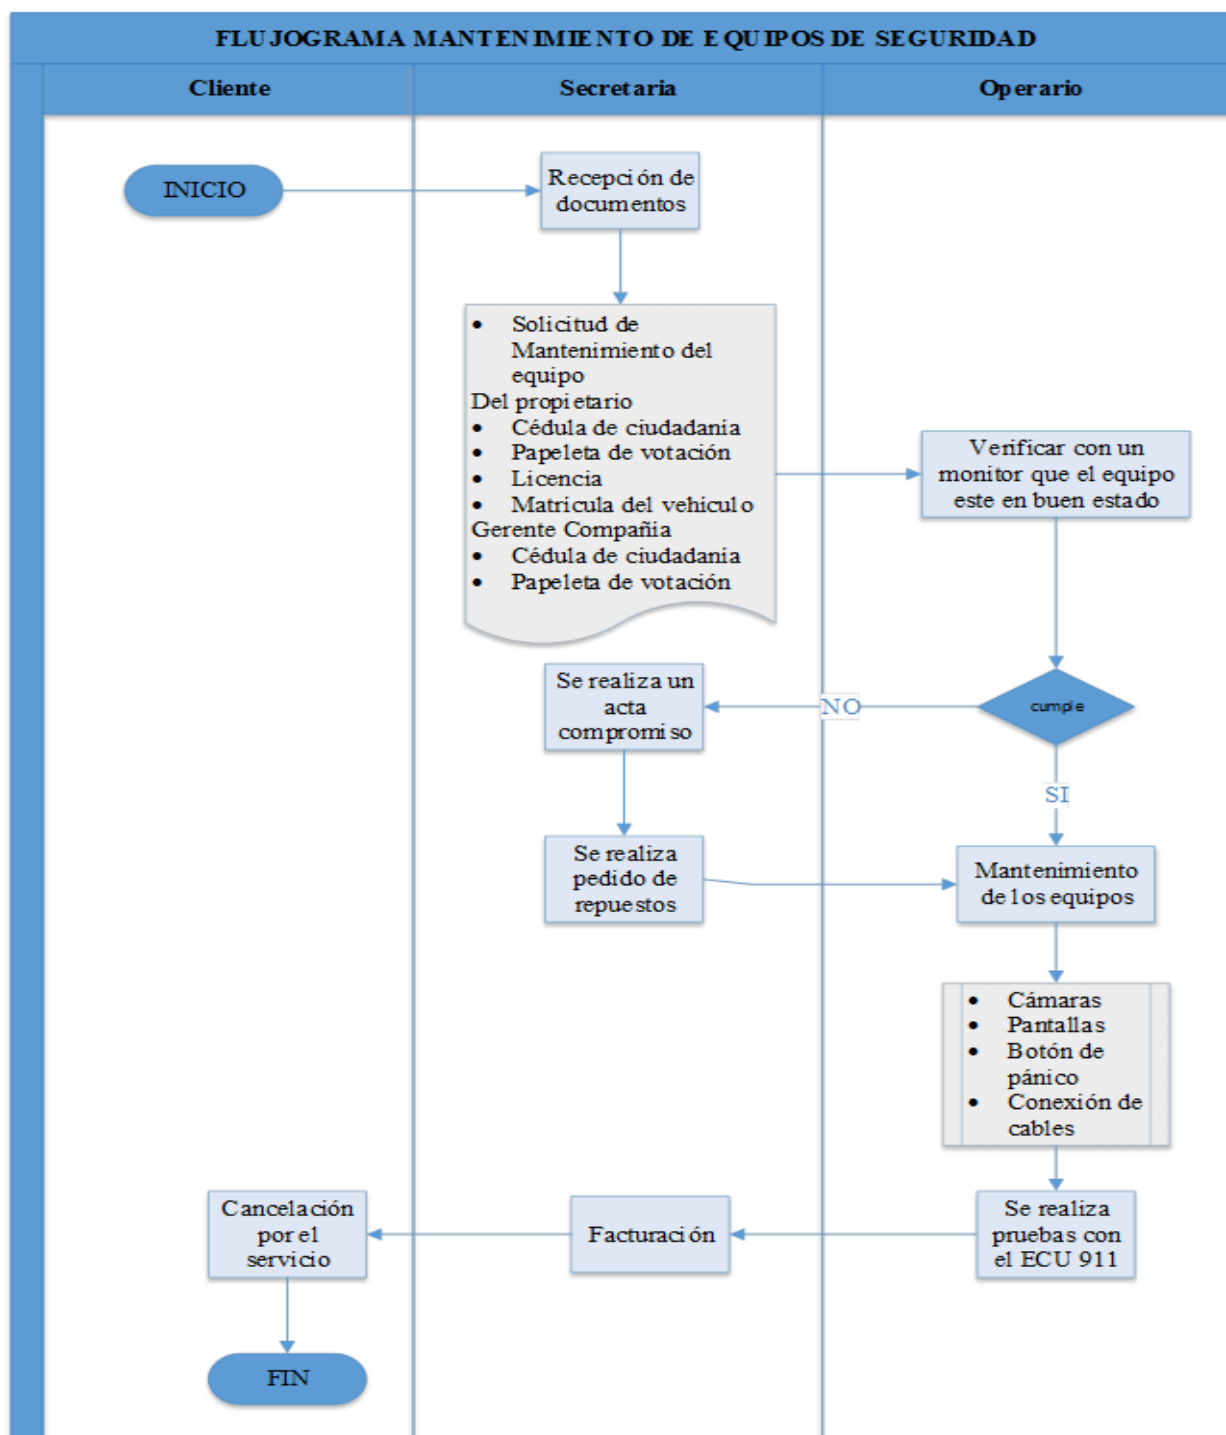 FLUJOGRAMA MANTENIMIENTO DE EQUIPOS DE SEGURIDAD
Cliente
Secretaria
Operario
INICIO
Recepción de
documentos
• Solicitud de
Mantenimiento del
equipo
Del propietario
• Cédula de ciudadania
• Papeleta de votación
• Licencia
• Matricula del vehiculo
Gerente Compañia
• Cédula de ciudadania
• Papeleta de votación
Verificar con un
monitor que el equipo
este en buen estado
cumple
NO
Se realiza un
acta
compromiso
SI
Se realiza
pedido de
repuestos
Mantenimiento
de los equipos
• Cámaras
• Pantallas
• Botón de
pánico
• Conexión de
cables
Se realiza
pruebas con
el ECU 911
Facturación
Cancelación
por el
servicio
FIN